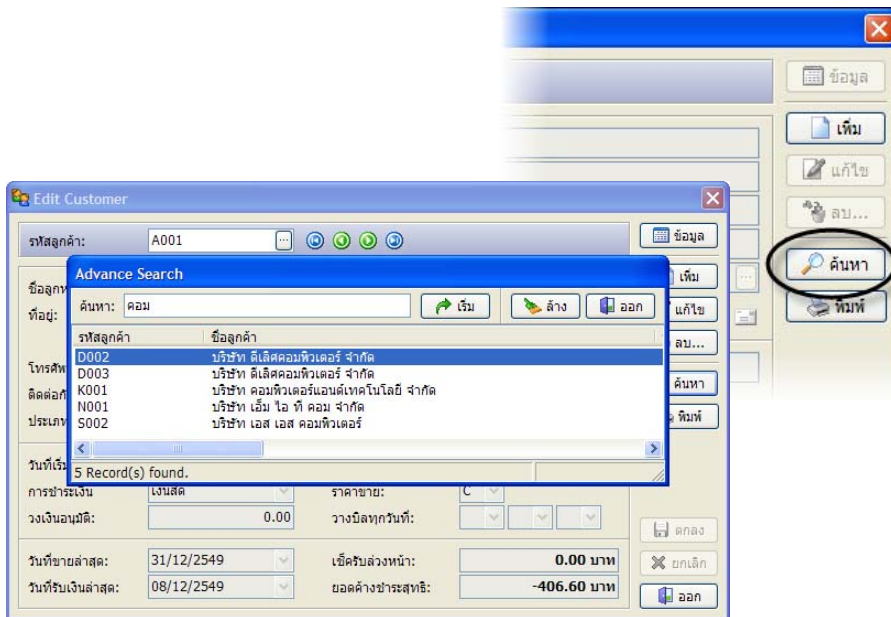 ข้อมูล
เพิ่ม
แก้ไข
ลบ...
ค้นหา
พิมพ์
Edit Customer
รหัสลูกค้า: A001 ข้อมูล
Advance Search
ค้นหา: คอม เริ่ม ล้าง ออก
รหัสลูกค้า ชื่อลูกค้า
D002 บริษัท ดีเลิศคอมพิวเตอร์ จำกัด
D003 บริษัท ดีเลิศคอมพิวเตอร์ จำกัด
K001 บริษัท คอมพิวเตอร์แอนด์เทคโนโลยี จำกัด
N001 บริษัท เอ็ม ไอ ที คอม จำกัด
S002 บริษัท เอส เอส คอมพิวเตอร์
5 Record(s) found.
ที่อยู่:
เพิ่ม
แก้ไข
ลบ...
ค้นหา
พิมพ์
การชำระเงิน เงินสด ราคาขาย: C
วงเงินอนุมัติ: 0.00 วางบิลทุกวันที่:
วันที่ขายล่าสุด: 31/12/2549 เช็ครับล่วงหน้า: 0.00 บาท
วันที่รับเงินล่าสุด: 08/12/2549 ยอดค้างชำระสุทธิ: -406.60 บาท
ตกลง
ยกเลิก
ออก